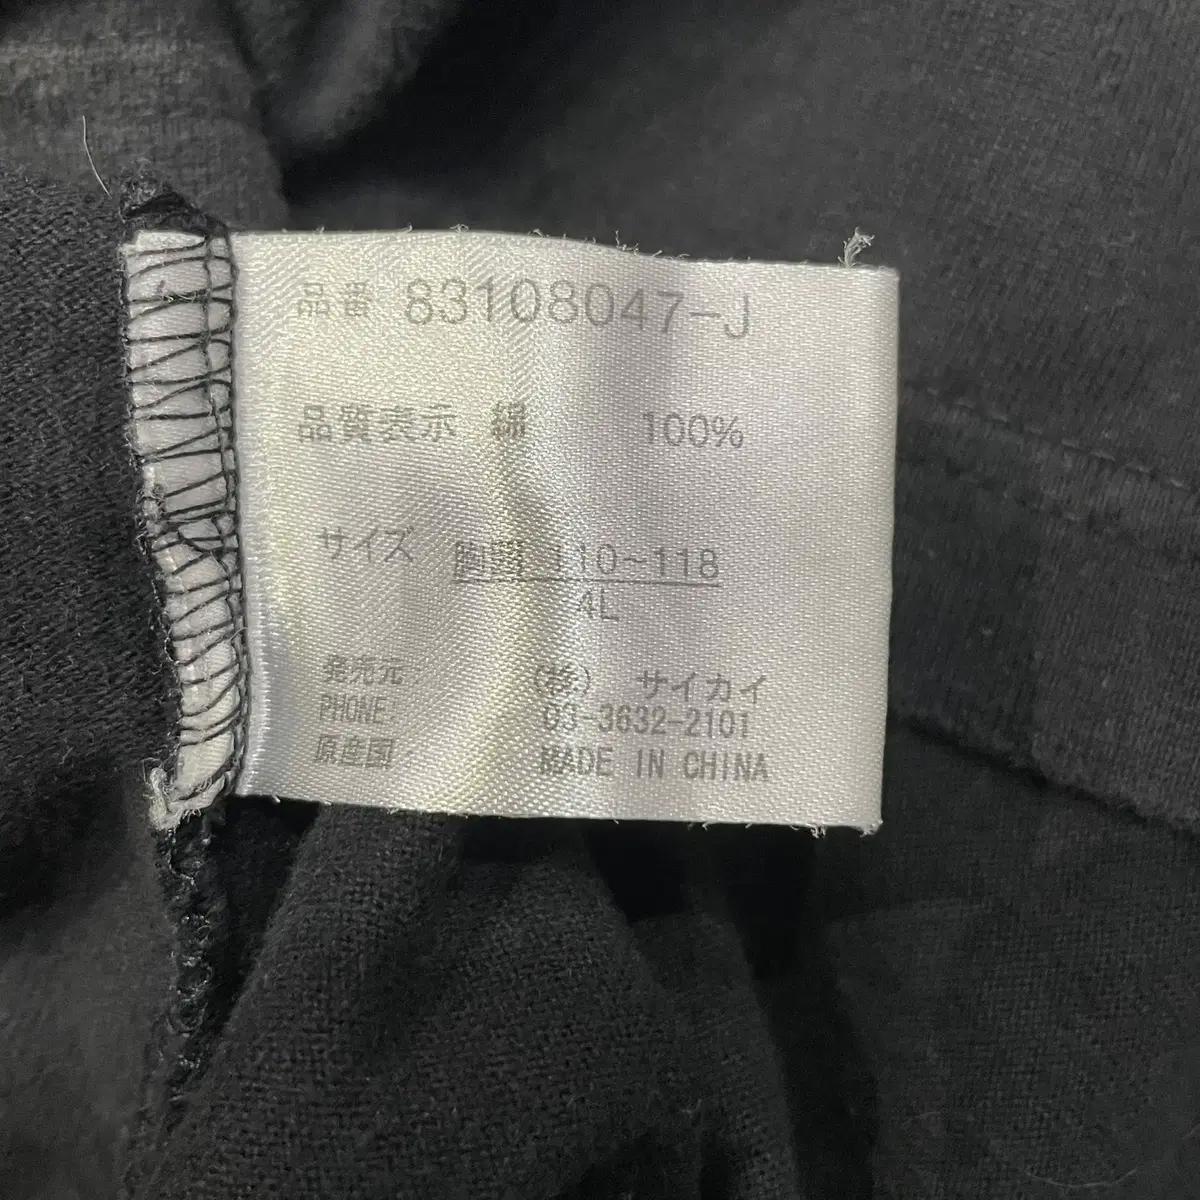 品番 83108047-J
品質表示 綿 100%
サイズ 胸囲 110~118
4L
発売元: (株) サイカイ
PHONE: 03-3632-2101
原産国: MADE IN CHINA